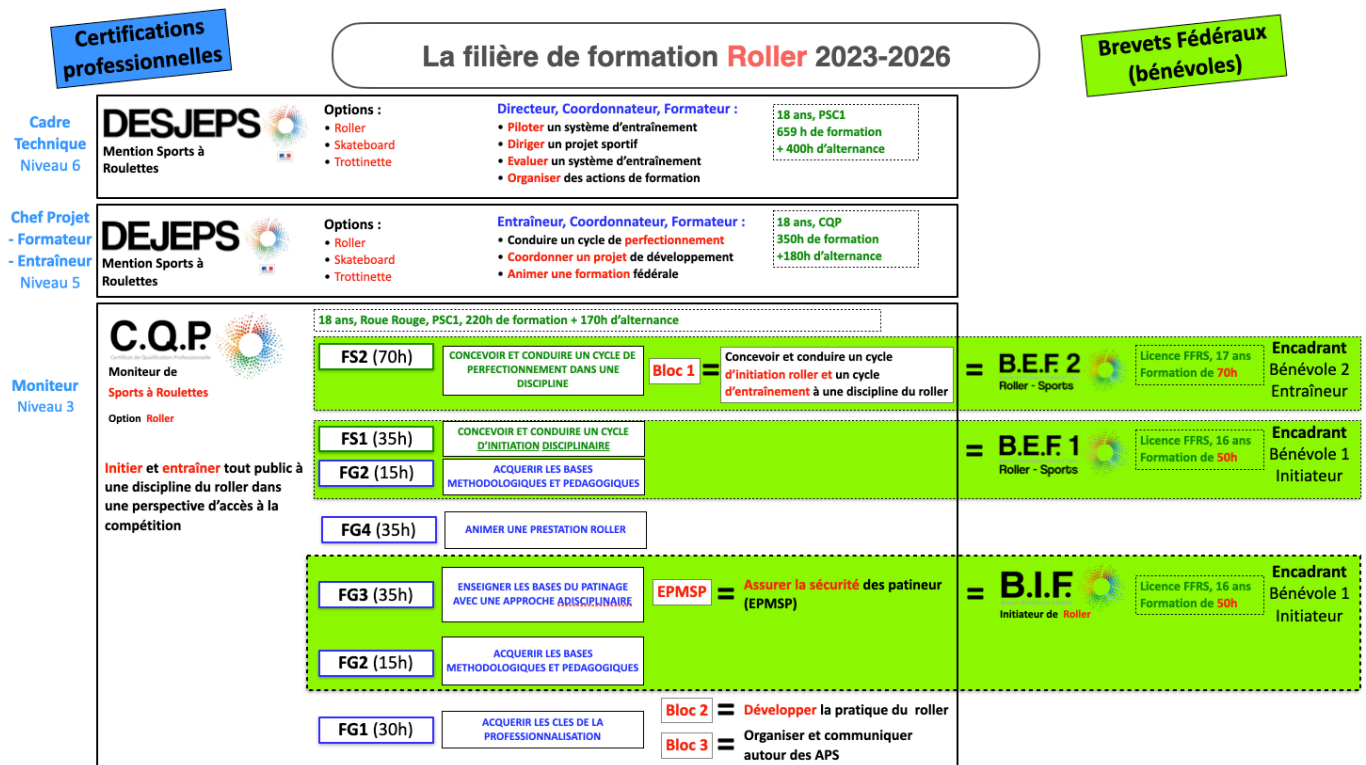 Certifications
professionnelles
La filière de formation Roller 2023-2026
Brevets Fédéraux
(bénévoles)
Cadre
Technique
Niveau 6
DESJEPS
Mention Sports à
Roulettes
Options :
• Roller
• Skateboard
• Trottinette
Directeur, Coordonnateur, Formateur :
• Piloter un système d'entraînement
• Diriger un projet sportif
• Evaluer un système d'entraînement
• Organiser des actions de formation
18 ans, PSC1
659 h de formation
+ 400h d'alternance
Chef Projet
- Formateur
- Entraîneur
Niveau 5
DEJEPS
Mention Sports à
Roulettes
Options :
• Roller
• Skateboard
• Trottinette
Entraîneur, Coordonnateur, Formateur :
• Conduire un cycle de perfectionnement
• Coordonner un projet de développement
• Animer une formation fédérale
18 ans, CQP
350h de formation
+180h d'alternance
Moniteur
Niveau 3
C.Q.P.
Certificat de Qualification Professionnelle
Moniteur de
Sports à Roulettes
Option Roller
Initier et entraîner tout public à
une discipline du roller dans
une perspective d'accès à la
compétition
18 ans, Roue Rouge, PSC1, 220h de formation + 170h d'alternance
FS2 (70h)
CONCEVOIR ET CONDUIRE UN CYCLE DE
PERFECTIONNEMENT DANS UNE
DISCIPLINE
Bloc 1 =
Concevoir et conduire un cycle
d'initiation roller et un cycle
d'entraînement à une discipline du roller
=
B.E.F. 2
Roller - Sports
Licence FFRS, 17 ans
Formation de 70h
Encadrant
Bénévole 2
Entraîneur
FS1 (35h)
CONCEVOIR ET CONDUIRE UN CYCLE
D'INITIATION DISCIPLINAIRE
FG2 (15h)
ACQUERIR LES BASES
METHODOLOGIQUES ET PEDAGOGIQUES
=
B.E.F. 1
Roller - Sports
Licence FFRS, 16 ans
Formation de 50h
Encadrant
Bénévole 1
Initiateur
FG4 (35h)
ANIMER UNE PRESTATION ROLLER
FG3 (35h)
ENSEIGNER LES BASES DU PATINAGE
AVEC UNE APPROCHE ADISCIPLINAIRE
EPMSP =
Assurer la sécurité des patineur
(EPMSP)
=
B.I.F.
Initiateur de Roller
Licence FFRS, 16 ans
Formation de 50h
Encadrant
Bénévole 1
Initiateur
FG2 (15h)
ACQUERIR LES BASES
METHODOLOGIQUES ET PEDAGOGIQUES
FG1 (30h)
ACQUERIR LES CLES DE LA
PROFESSIONNALISATION
Bloc 2 = Développer la pratique du roller
Bloc 3 = Organiser et communiquer
autour des APS